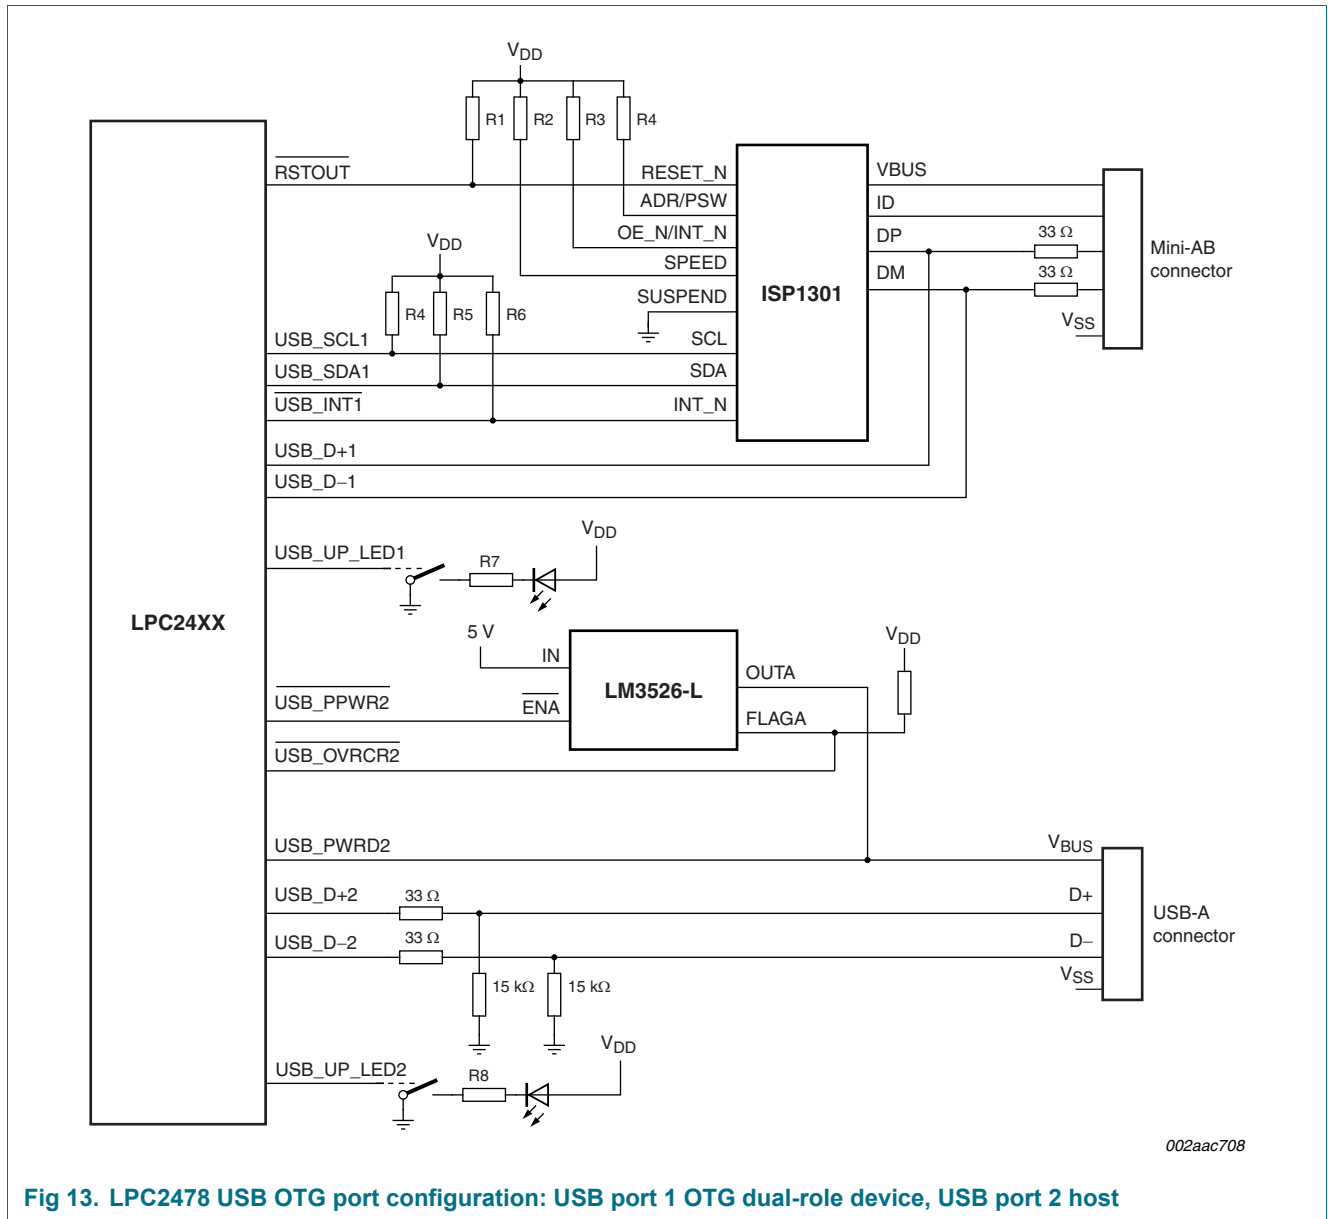 VDD
R1 R2 R3 R4
RSTOUT
RESET_N
ADR/PSW
OE_N/INT_N
SPEED
SUSPEND
SCL
SDA
INT_N
ISP1301
VBUS
ID
DP
DM
33 Ω
33 Ω
VSS
Mini-AB
connector
VDD
R4 R5 R6
USB_SCL1
USB_SDA1
USB_INT1
USB_D+1
USB_D−1
USB_UP_LED1
R7
VDD
LPC24XX
5 V
IN
ENA
LM3526-L
OUTA
FLAGA
VDD
USB_PPWR2
USB_OVRCR2
USB_PWRD2
USB_D+2
33 Ω
USB_D−2
33 Ω
15 kΩ
15 kΩ
VBUS
D+
D−
VSS
USB-A
connector
USB_UP_LED2
R8
VDD
002aac708
Fig 13. LPC2478 USB OTG port configuration: USB port 1 OTG dual-role device, USB port 2 host